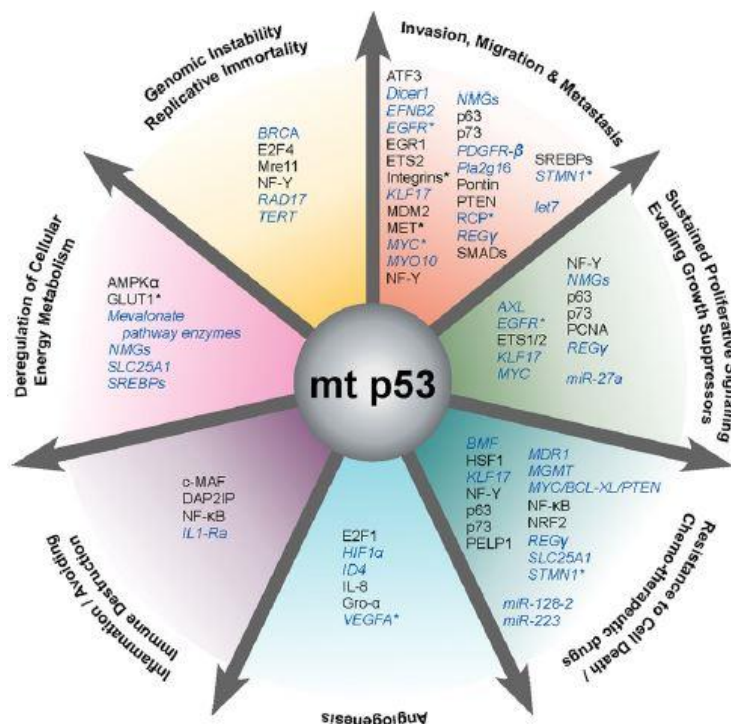 Genomic Instability
Replicative Immortality
BRCA
E2F4
Mre11
NF-Y
RAD17
TERT
Invasion, Migration & Metastasis
ATF3
Dicer1
EFNB2
EGFR*
EGR1
ETS2
Integrins*
KLF17
MDM2
MET*
MYC*
MYO10
NF-Y
NMGs
p63
p73
PDGFR-β
Pla2g16
Pontin
PTEN
RCP*
REGγ
SMADs
SREBPs
STMN1*
let7
Sustained Proliferative Signaling
Evading Growth Suppressors
AXL
EGFR*
ETS1/2
KLF17
MYC
NF-Y
NMGs
p63
p73
PCNA
REGγ
miR-27a
Resistance to Cell Death /
Chemo-therapeutic drugs
BMF
HSF1
KLF17
NF-Y
p63
p73
PELP1
MDR1
MGMT
MYC/BCL-XL/PTEN
NF-κB
NRF2
REGγ
SLC25A1
STMN1*
miR-128-2
miR-223
Angiogenesis
E2F1
HIF1α
ID4
IL-8
Gro-α
VEGFA*
Inflammation / Avoiding
Immune Destruction
c-MAF
DAP2IP
NF-κB
IL1-Ra
Deregulation of Cellular
Energy Metabolism
AMPKα
GLUT1*
Mevalonate
pathway enzymes
NMGs
SLC25A1
SREBPs
mt p53